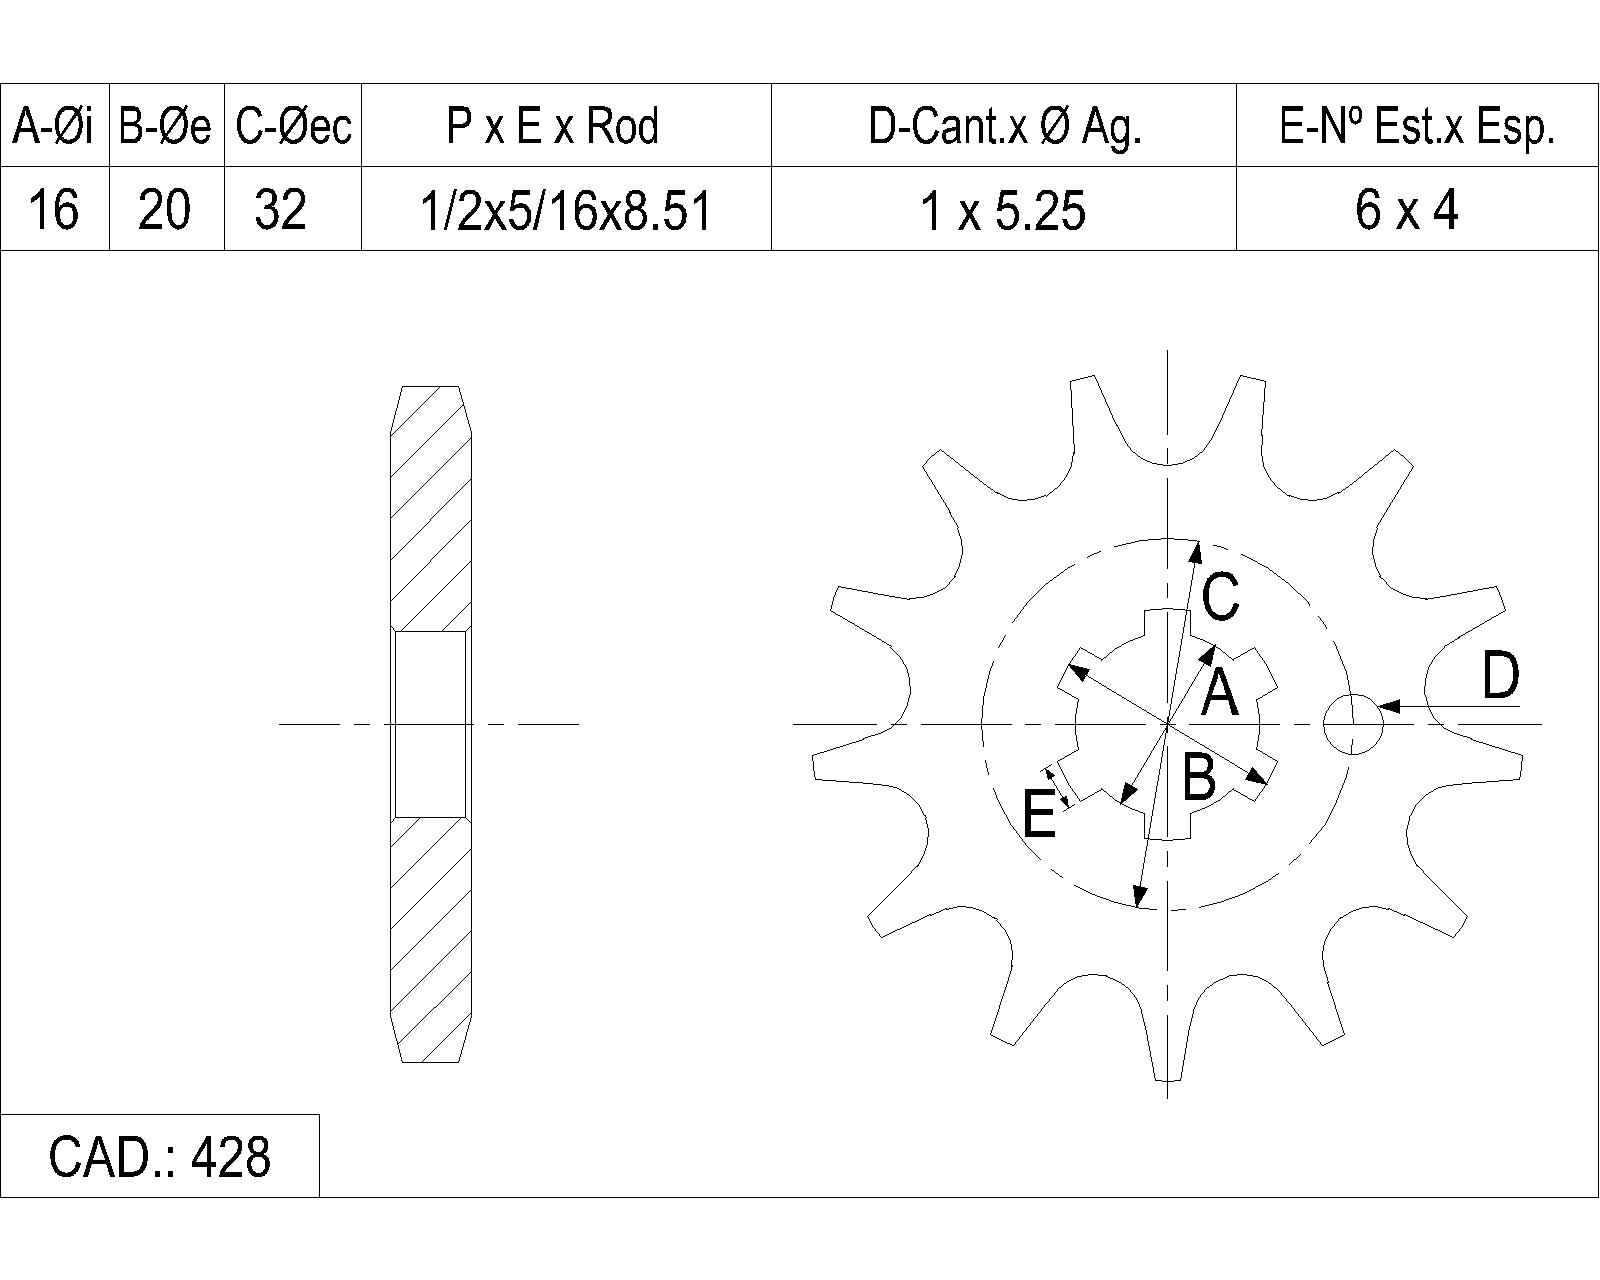 A-Øi B-Øe C-Øec P x E x Rod D-Cant.x Ø Ag. E-Nº Est.x Esp.
16 20 32 1/2x5/16x8.51 1 x 5.25 6 x 4
C
D
A
B
E
CAD.: 428